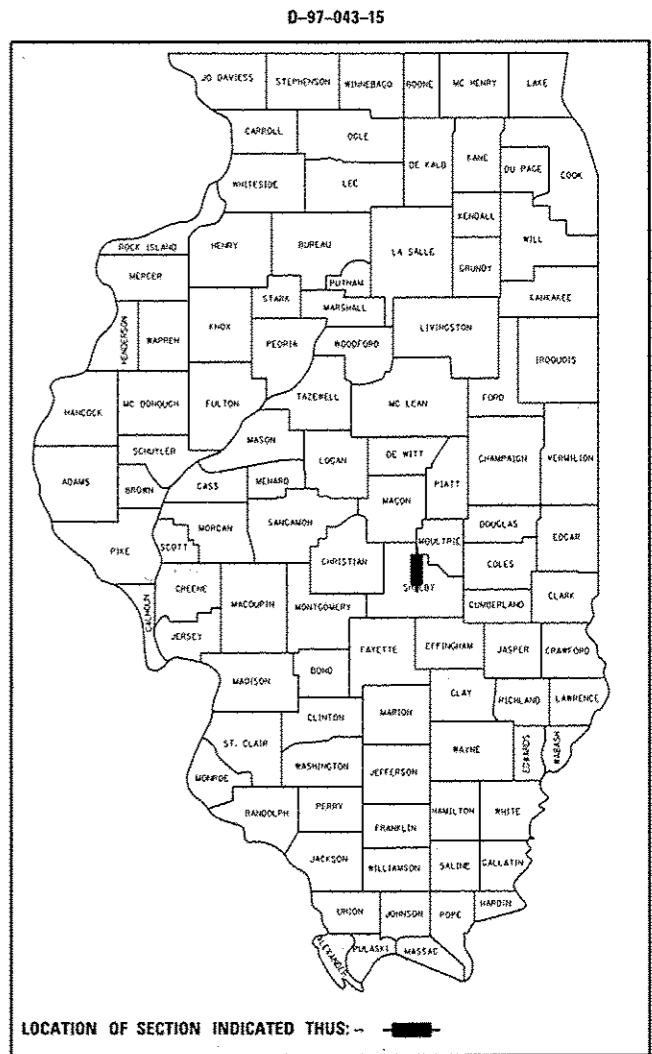 D-97-043-15
JO DAVIESS STEPHENSON WINNEBAGO BOONE MC HENRY LAKE
CARROLL OGLE
DE KALB KANE DU PAGE COOK
WHITESIDE LEE
KENDALL WILL
ROCK ISLAND HENRY BUREAU LA SALLE GRUNDY
MERCER PUTNAM KANKAKEE
STARK MARSHALL
HENDERSON WARREN KNOX PEORIA WOODFORD LIVINGSTON IROQUOIS
HANCOCK MC DONOUGH FULTON TAZEWELL MC LEAN FORD
MASON
SCHUYLER LOGAN DE WITT CHAMPAIGN VERMILION
ADAMS BROWN CASS MENARD MACON PIATT
MORGAN SANGAMON DOUGLAS EDGAR
PIKE SCOTT CHRISTIAN MOULTRIE COLES
CALHOUN GREENE MACOUPIN MONTGOMERY SHELBY CUMBERLAND CLARK
JERSEY
FAYETTE EFFINGHAM JASPER CRAWFORD
MADISON BOND
CLAY RICHLAND LAWRENCE
CLINTON MARION
ST. CLAIR WAYNE EDWARDS WABASH
MONROE WASHINGTON JEFFERSON
RANDOLPH PERRY HAMILTON WHITE
FRANKLIN
JACKSON WILLIAMSON SALINE GALLATIN
UNION JOHNSON POPE HARDIN
ALEXANDER PULASKI MASSAC
LOCATION OF SECTION INDICATED THUS: -